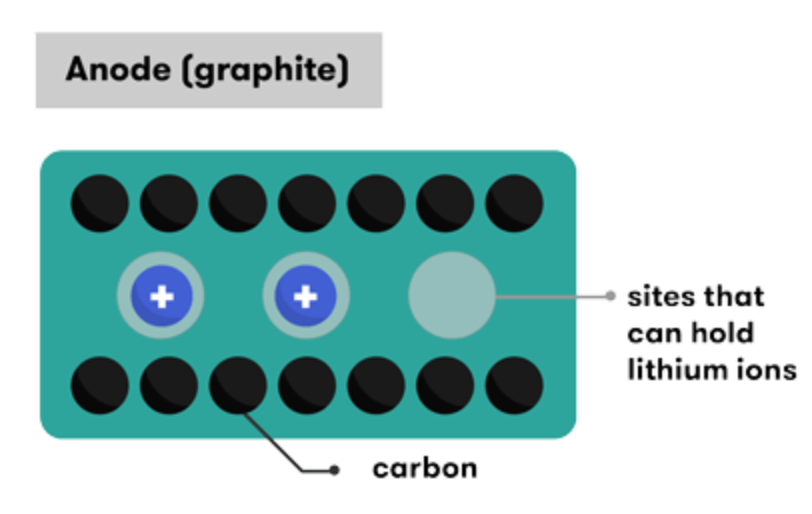 Anode (graphite)
+ +
sites that
can hold
lithium ions
carbon